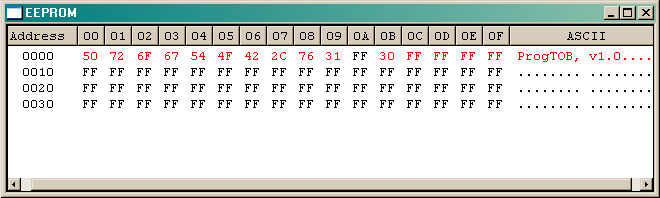 EEPROM
Address 00 01 02 03 04 05 06 07 08 09 0A 0B 0C 0D 0E 0F ASCII
0000 50 72 6F 67 54 4F 42 2C 76 31 FF 30 FF FF FF FF ProgTOB, v1.0....
0010 FF FF FF FF FF FF FF FF FF FF FF FF FF FF FF FF ........ ........
0020 FF FF FF FF FF FF FF FF FF FF FF FF FF FF FF FF ........ ........
0030 FF FF FF FF FF FF FF FF FF FF FF FF FF FF FF FF ........ ........